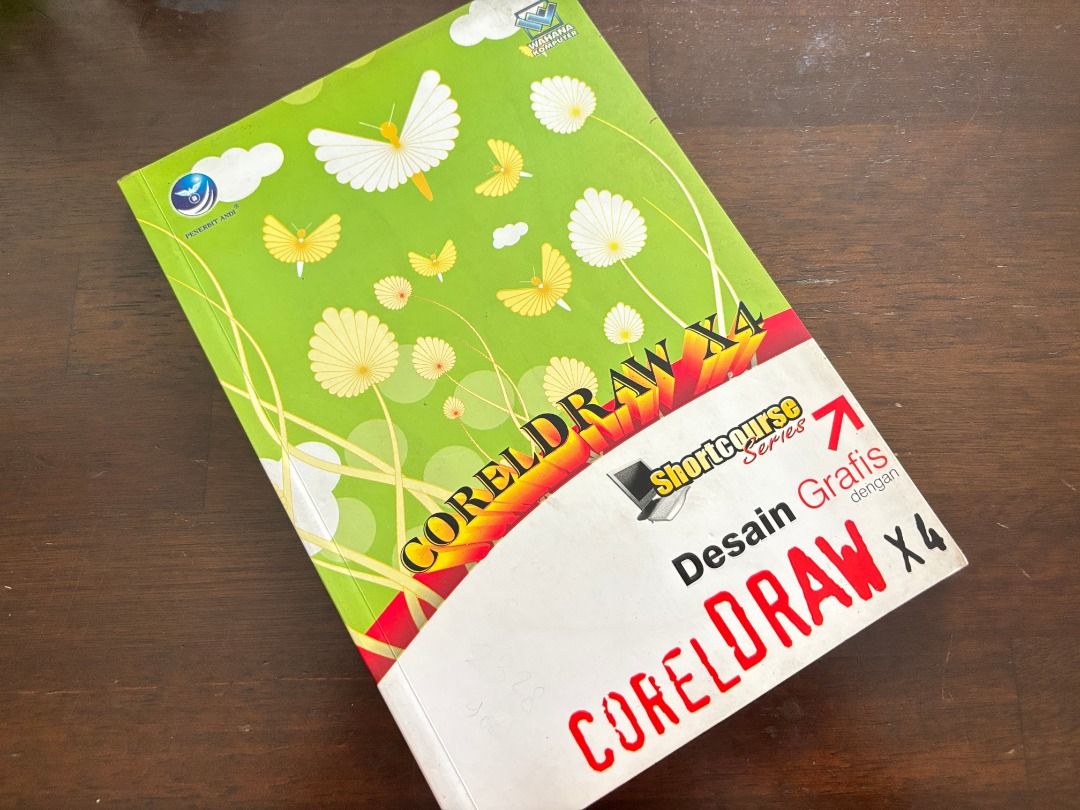 WAHANA
KOMPUTER
PENERBIT ANDI®
CORELDRAW X4
Shortcourse
Series
Desain Grafis
dengan
CORELDRAW X4